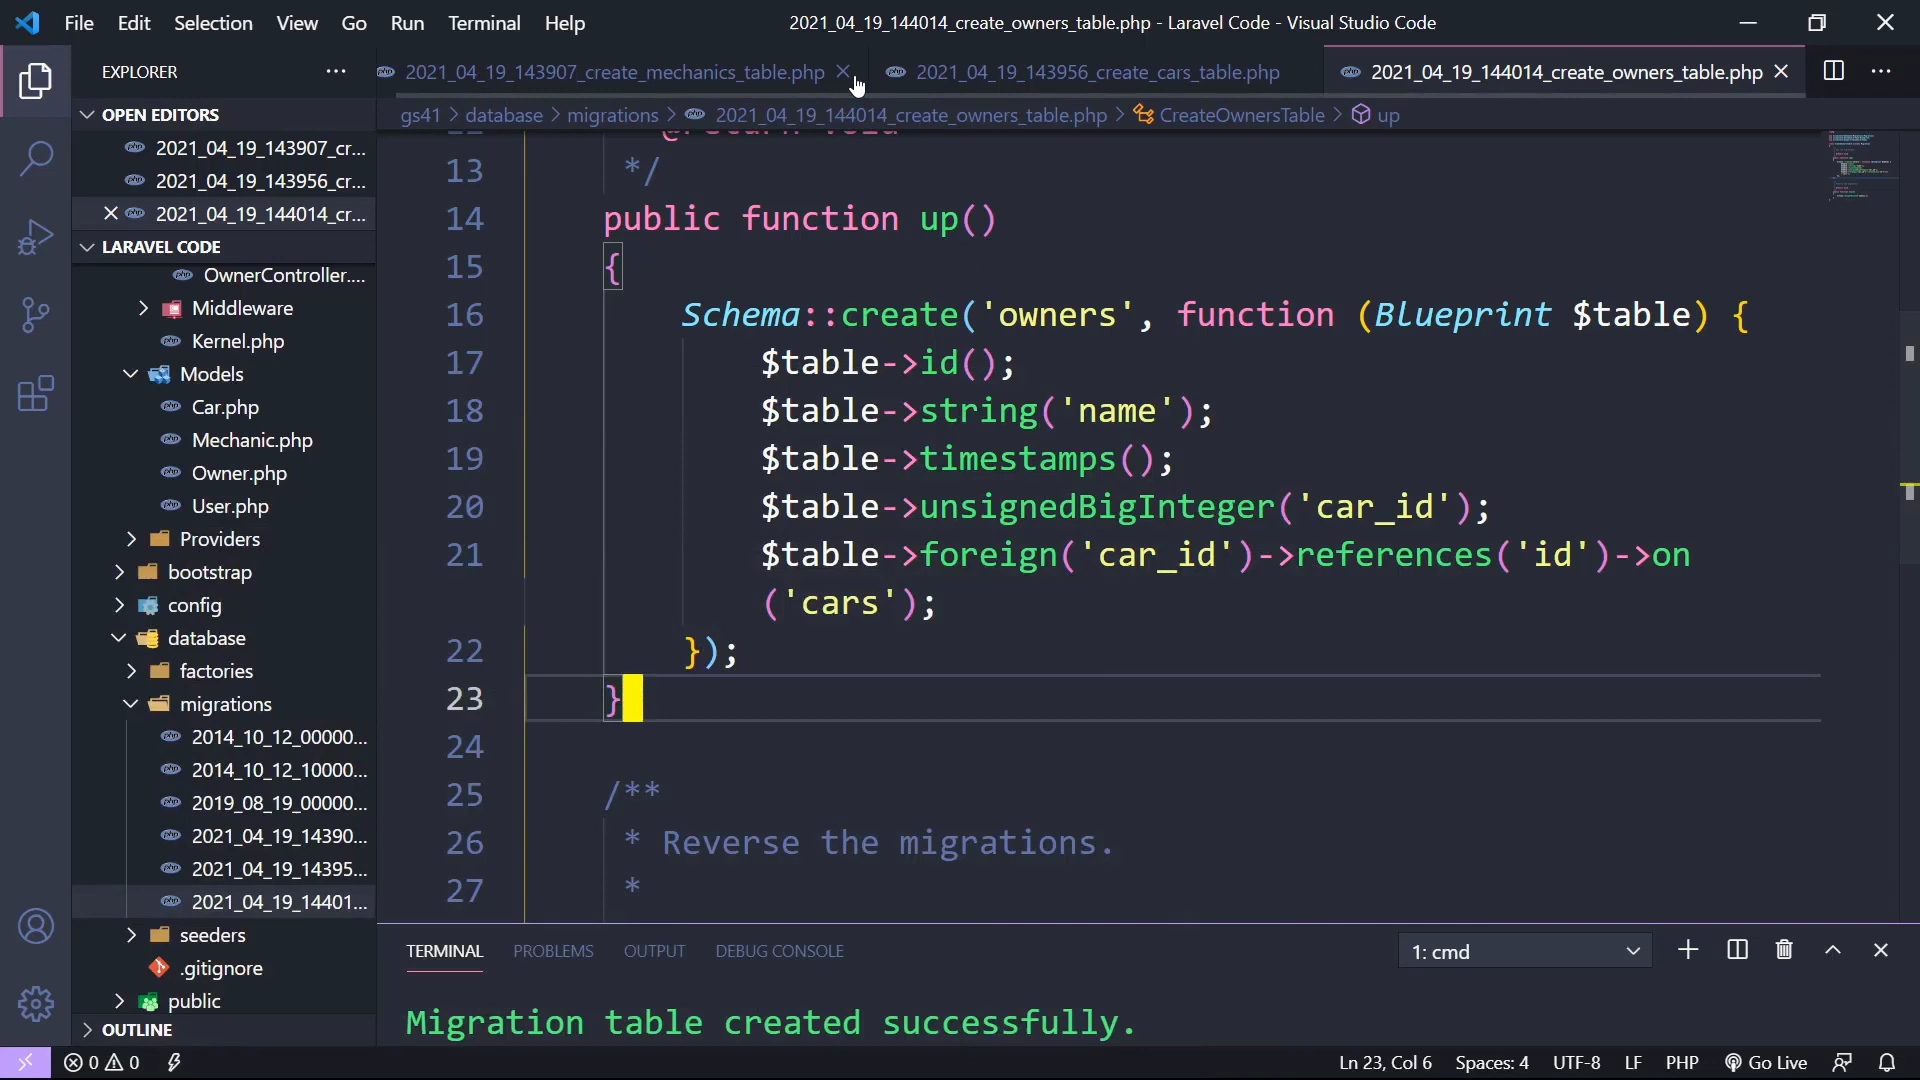 File Edit Selection View Go Run Terminal Help
2021_04_19_144014_create_owners_table.php - Laravel Code - Visual Studio Code
EXPLORER
2021_04_19_143907_create_mechanics_table.php
2021_04_19_143956_create_cars_table.php
2021_04_19_144014_create_owners_table.php
OPEN EDITORS
2021_04_19_143907_cr...
2021_04_19_143956_cr...
2021_04_19_144014_cr...
LARAVEL CODE
OwnerController....
Middleware
Kernel.php
Models
Car.php
Mechanic.php
Owner.php
User.php
Providers
bootstrap
config
database
factories
migrations
2014_10_12_00000...
2014_10_12_10000...
2019_08_19_00000...
2021_04_19_14390...
2021_04_19_14395...
2021_04_19_14401...
seeders
.gitignore
public
OUTLINE
gs41 > database > migrations > 2021_04_19_144014_create_owners_table.php > CreateOwnersTable > up
13 */
14 public function up()
15 {
16 Schema::create('owners', function (Blueprint $table) {
17 $table->id();
18 $table->string('name');
19 $table->timestamps();
20 $table->unsignedBigInteger('car_id');
21 $table->foreign('car_id')->references('id')->on
('cars');
22 });
23 }
24
25 /**
26 * Reverse the migrations.
27 *
TERMINAL PROBLEMS OUTPUT DEBUG CONSOLE
1: cmd
Migration table created successfully.
0 0
Ln 23, Col 6 Spaces: 4 UTF-8 LF PHP Go Live